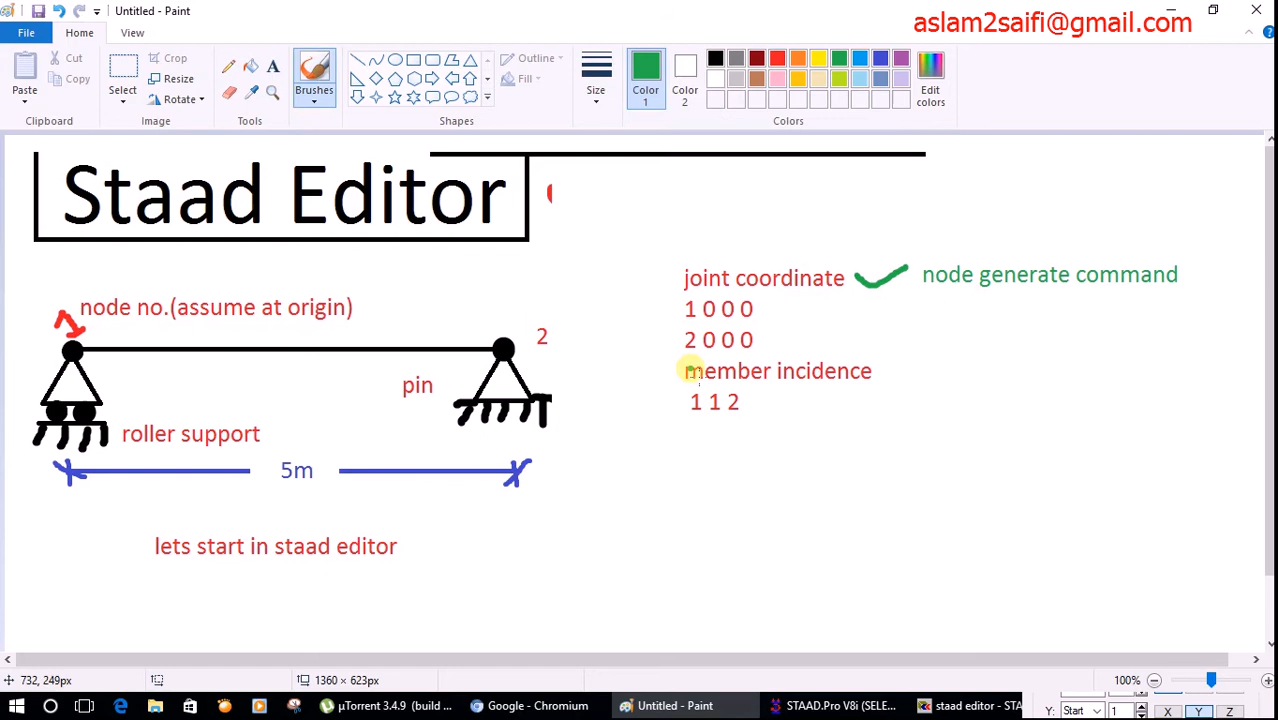 Untitled - Paint
aslam2saifi@gmail.com
File
Home
View
Paste
Cut
Copy
Clipboard
Select
Crop
Resize
Rotate
Image
Tools
Brushes
Outline
Fill
Shapes
Size
Color
1
Color
2
Edit
colors
Colors
Staad Editor
joint coordinate
node generate command
node no.(assume at origin)
1 0 0 0
2
2 0 0 0
member incidence
pin
1 1 2
roller support
5m
lets start in staad editor
732, 249px
1360 × 623px
100%
µTorrent 3.4.9 (build ...
Google - Chromium
Untitled - Paint
STAAD.Pro V8i (SELE...
staad editor - STA
Start
1
X
Y:
Y
Z